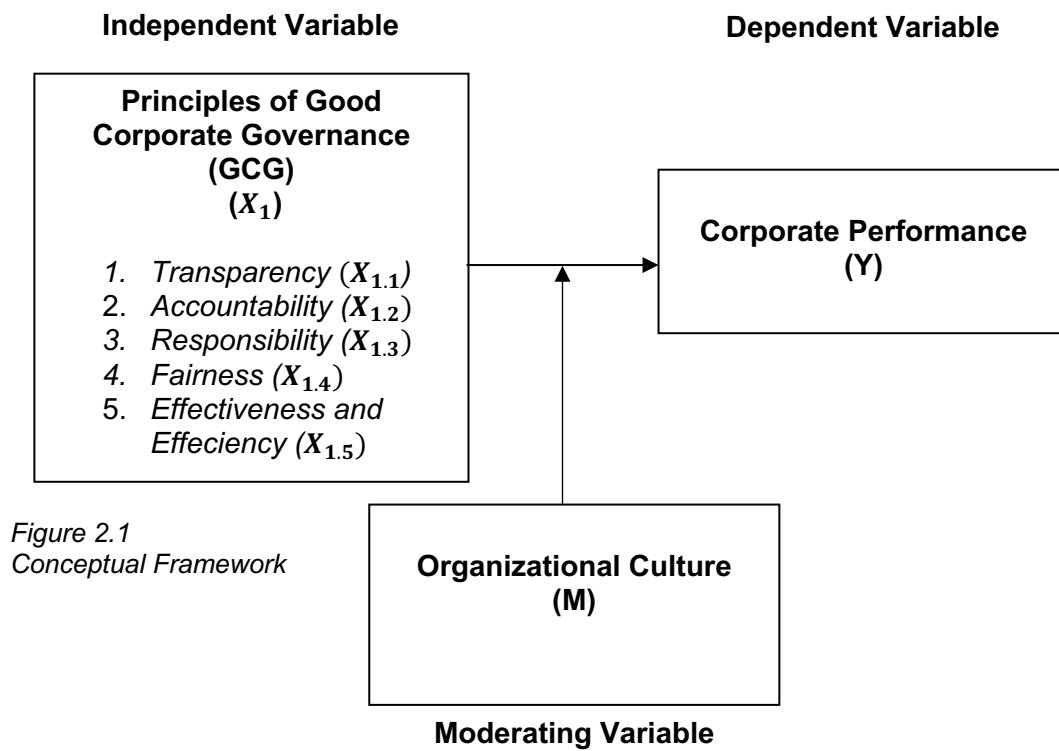 Independent Variable
Dependent Variable
Principles of Good
Corporate Governance
(GCG)
(X₁)
1. Transparency (X₁.₁)
2. Accountability (X₁.₂)
3. Responsibility (X₁.₃)
4. Fairness (X₁.₄)
5. Effectiveness and
Effeciency (X₁.₅)
Corporate Performance
(Y)
Figure 2.1
Conceptual Framework
Organizational Culture
(M)
Moderating Variable